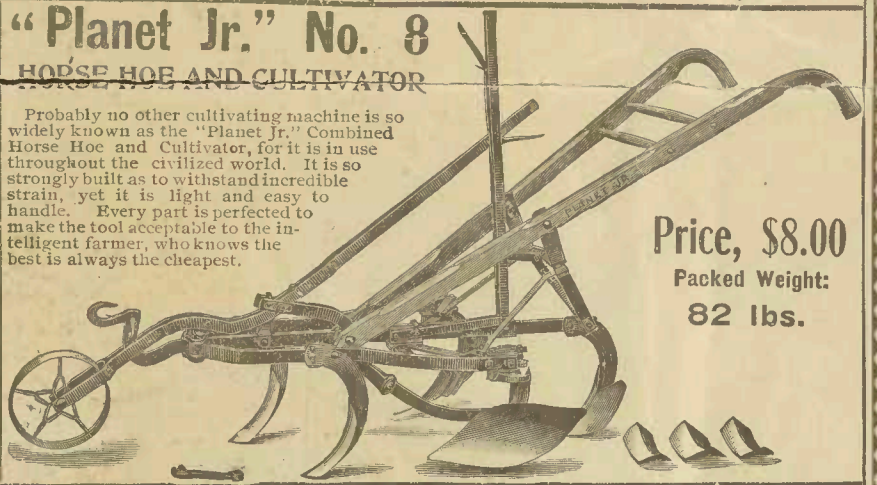 “Planet Jr.” No. 8
HORSE HOE AND CULTIVATOR
Probably no other cultivating machine is so
widely known as the "Planet Jr." Combined
Horse Hoe and Cultivator, for it is in use
throughout the civilized world. It is so
strongly built as to withstand incredible
strain, yet it is light and easy to
handle. Every part is perfected to
make the tool acceptable to the in-
telligent farmer, who knows the
best is always the cheapest.
PLANET JR.
Price, $8.00
Packed Weight:
82 lbs.